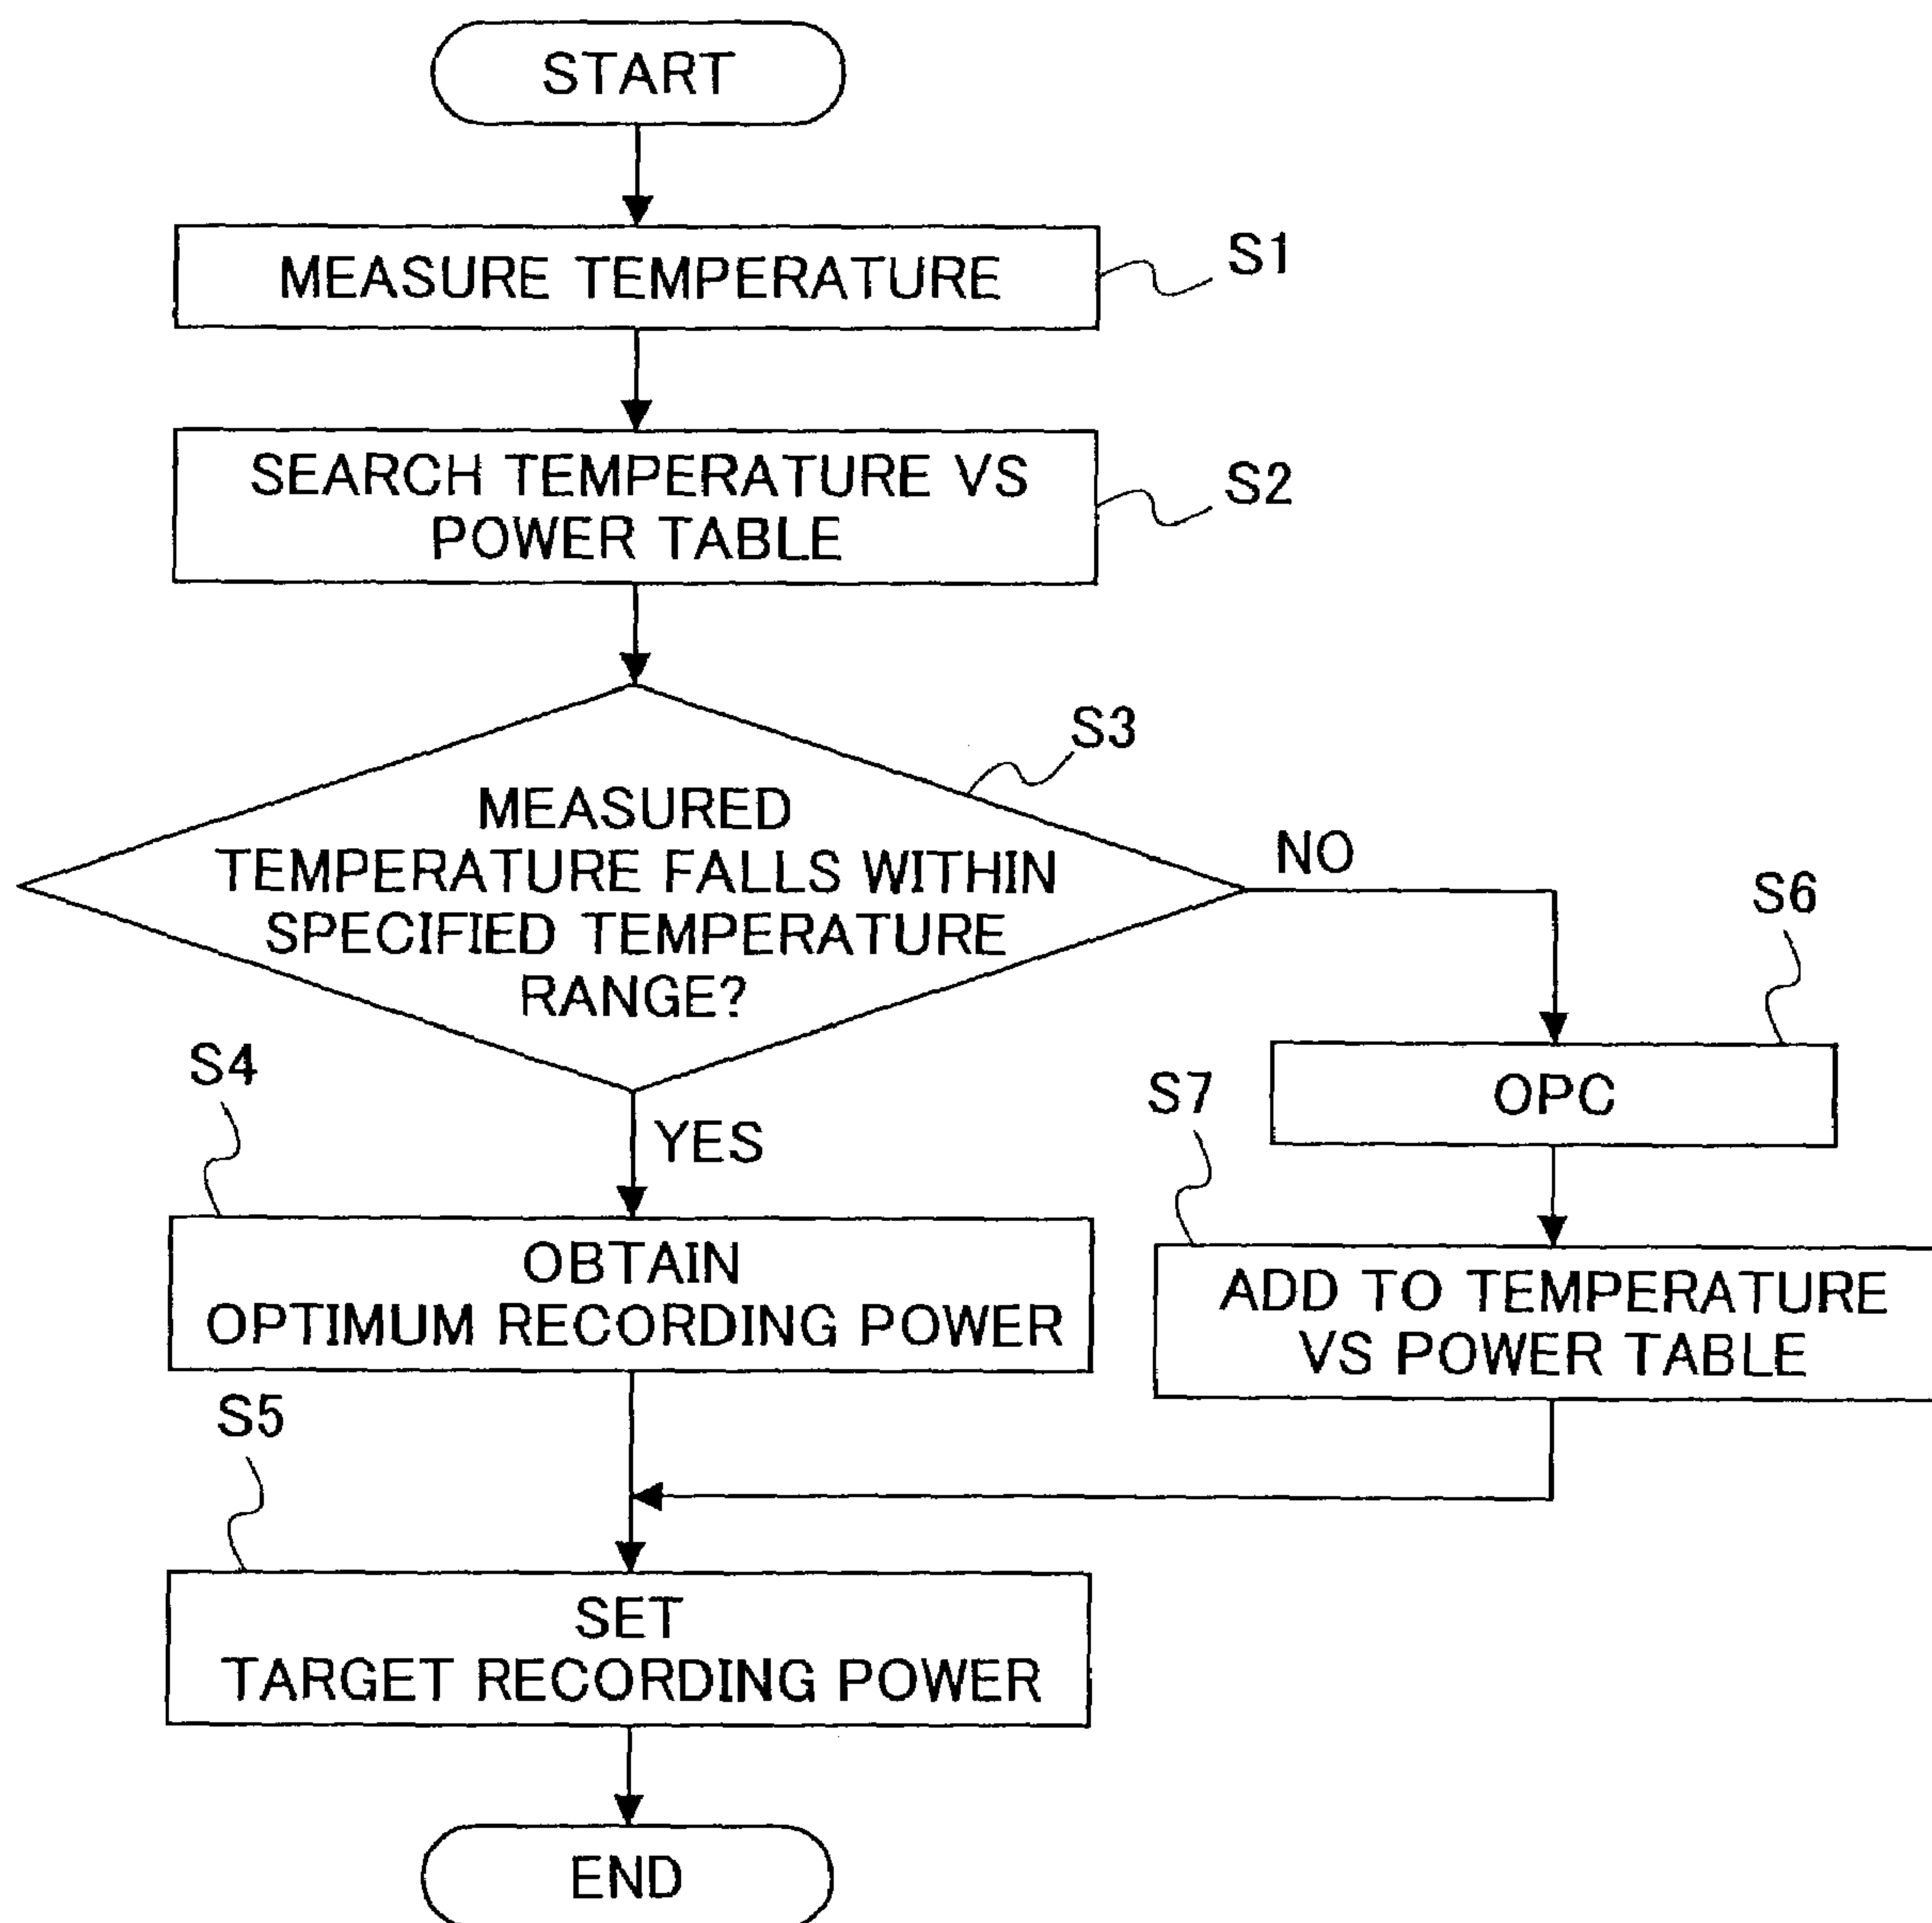 START
MEASURE TEMPERATURE
S1
SEARCH TEMPERATURE VS
POWER TABLE
S2
S3
MEASURED
TEMPERATURE FALLS WITHIN
SPECIFIED TEMPERATURE
RANGE?
NO
S6
OPC
S4
YES
S7
OBTAIN
OPTIMUM RECORDING POWER
ADD TO TEMPERATURE
VS POWER TABLE
S5
SET
TARGET RECORDING POWER
END